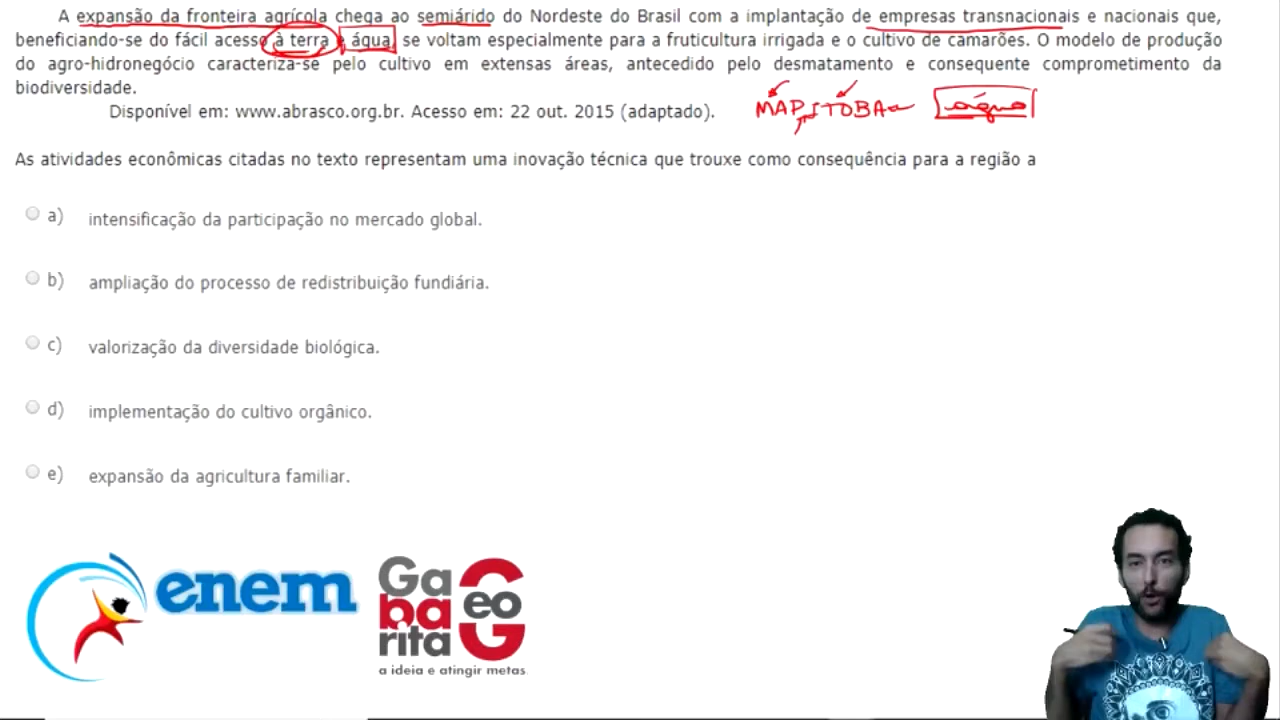 A expansão da fronteira agrícola chega ao semiárido do Nordeste do Brasil com a implantação de empresas transnacionais e nacionais que,
beneficiando-se do fácil acesso à terra e água, se voltam especialmente para a fruticultura irrigada e o cultivo de camarões. O modelo de produção
do agro-hidronegócio caracteriza-se pelo cultivo em extensas áreas, antecedido pelo desmatamento e consequente comprometimento da
biodiversidade.
Disponível em: www.abrasco.org.br. Acesso em: 22 out. 2015 (adaptado).
MAPITOBA água
As atividades econômicas citadas no texto representam uma inovação técnica que trouxe como consequência para a região a
a) intensificação da participação no mercado global.
b) ampliação do processo de redistribuição fundiária.
c) valorização da diversidade biológica.
d) implementação do cultivo orgânico.
e) expansão da agricultura familiar.
enem
Gabarita Geo
a ideia e atingir metas